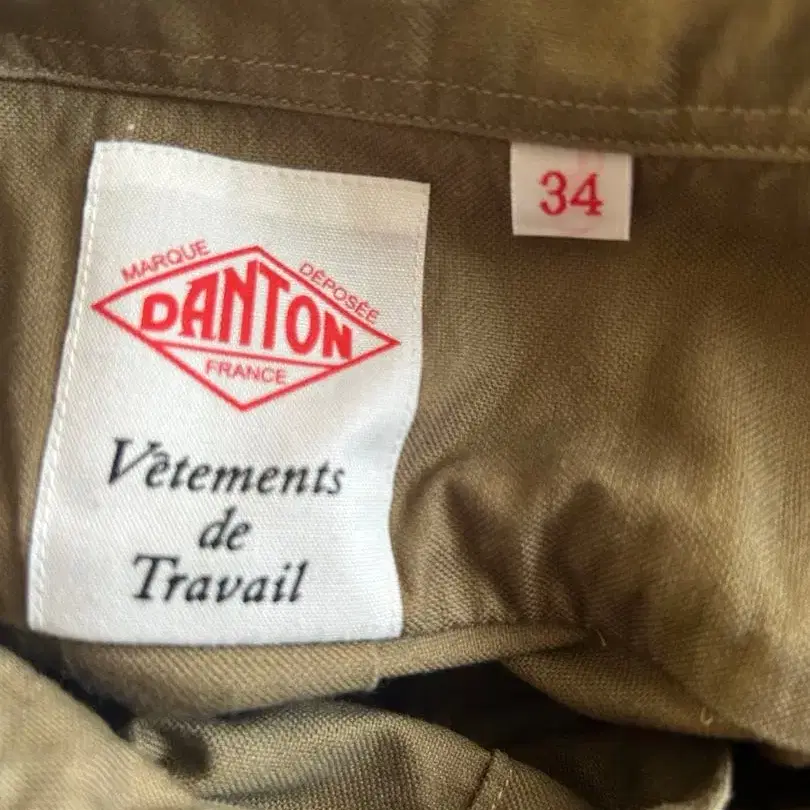 34
MARQUE DÉPOSÉE
DANTON
FRANCE
Vêtements
de
Travail